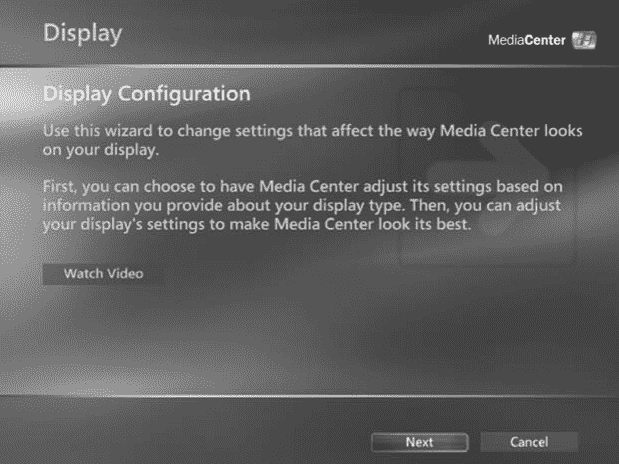 Display
MediaCenter
Display Configuration
Use this wizard to change settings that affect the way Media Center looks
on your display.
First, you can choose to have Media Center adjust its settings based on
information you provide about your display type. Then, you can adjust
your display's settings to make Media Center look its best.
Watch Video
Next
Cancel